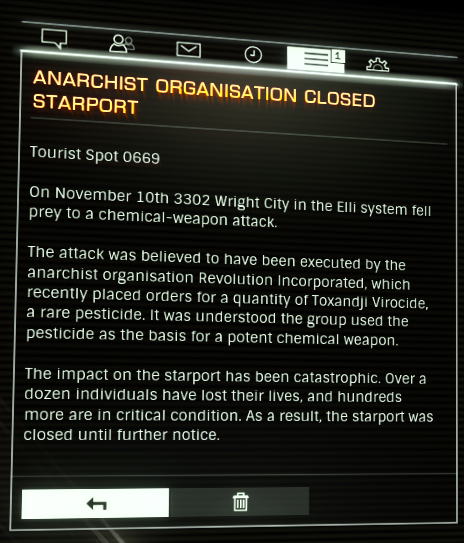 1
ANARCHIST ORGANISATION CLOSED
STARPORT
Tourist Spot 0669
On November 10th 3302 Wright City in the Elli system fell
prey to a chemical-weapon attack.
The attack was believed to have been executed by the
anarchist organisation Revolution Incorporated, which
recently placed orders for a quantity of Toxandji Virocide,
a rare pesticide. It was understood the group used the
pesticide as the basis for a potent chemical weapon.
The impact on the starport has been catastrophic. Over a
dozen individuals have lost their lives, and hundreds
more are in critical condition. As a result, the starport was
closed until further notice.